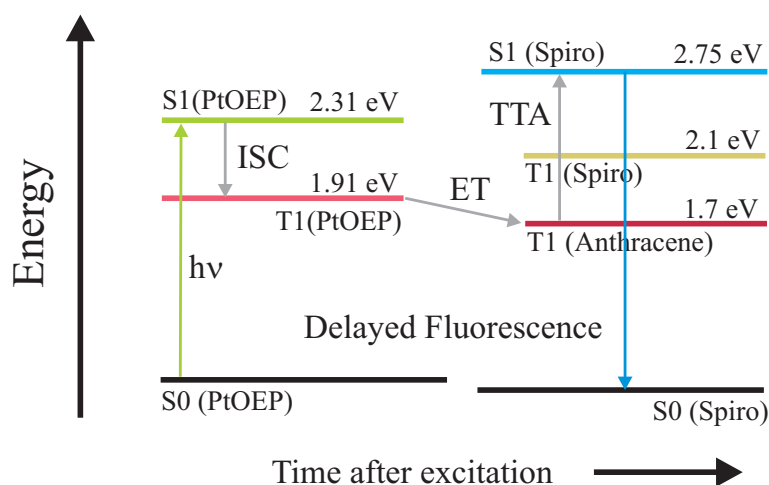 S1 (Spiro) 2.75 eV
S1(PtOEP) 2.31 eV
TTA
ISC
2.1 eV
T1 (Spiro)
1.91 eV
ET
1.7 eV
T1(PtOEP)
T1 (Anthracene)
Energy
hν
Delayed Fluorescence
S0 (PtOEP)
S0 (Spiro)
Time after excitation